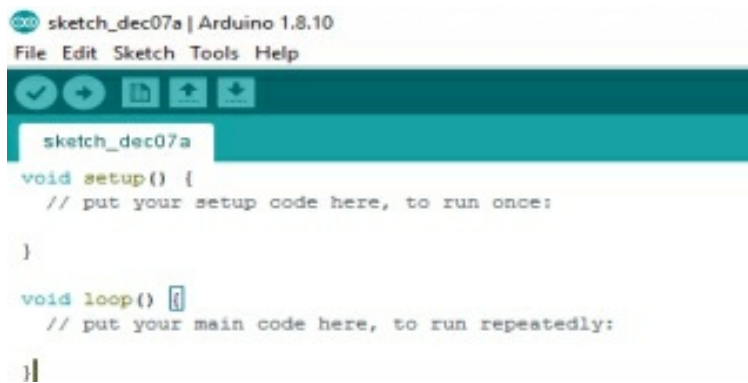 sketch_dec07a | Arduino 1.8.10
File Edit Sketch Tools Help
sketch_dec07a
void setup() {
  // put your setup code here, to run once:
}
void loop() {
  // put your main code here, to run repeatedly:
}